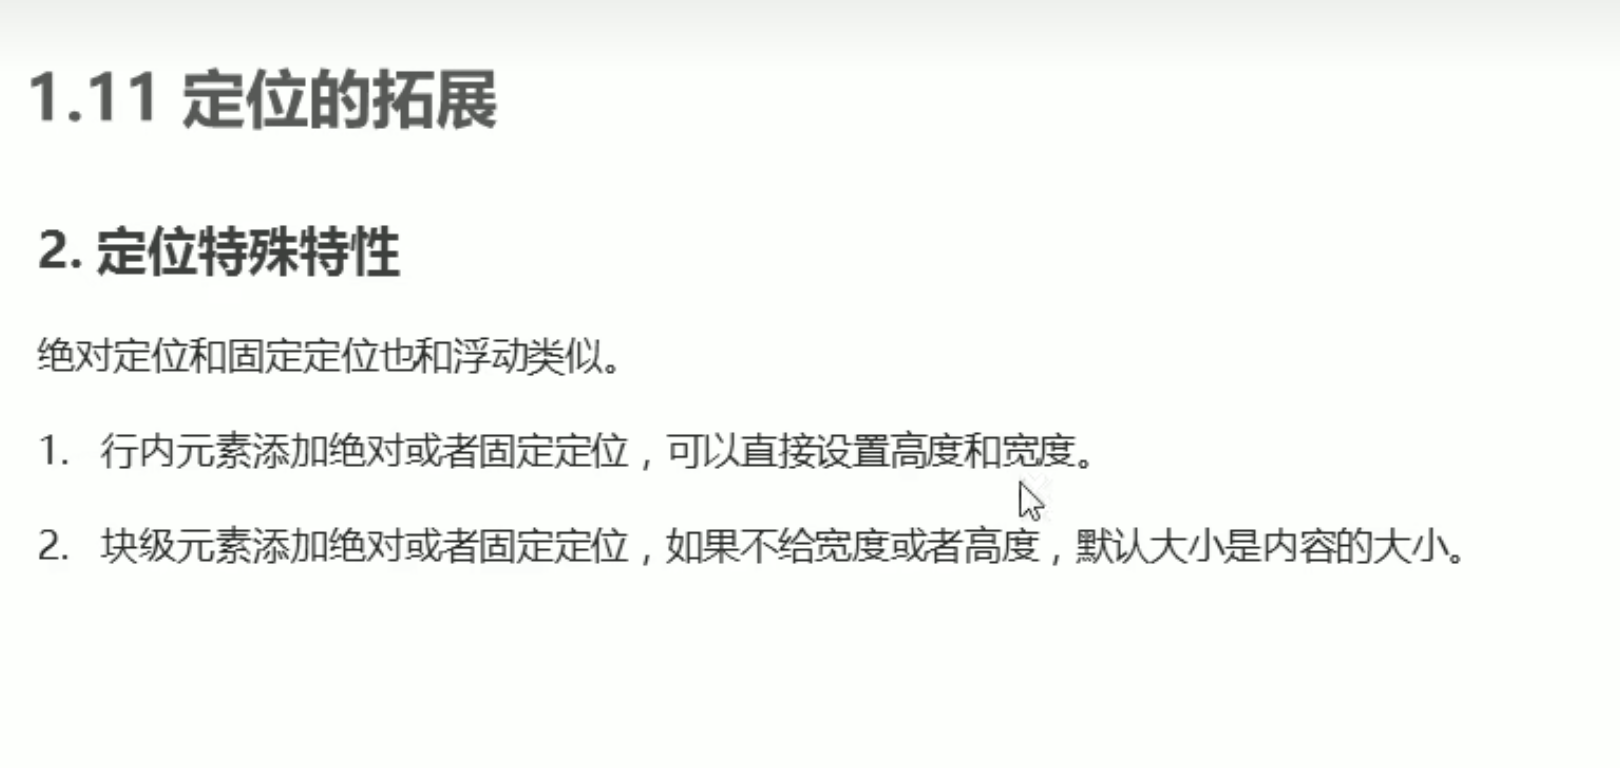 1.11 定位的拓展
2. 定位特殊特性
绝对定位和固定定位也和浮动类似。
1. 行内元素添加绝对或者固定定位，可以直接设置高度和宽度。
2. 块级元素添加绝对或者固定定位，如果不给宽度或者高度，默认大小是内容的大小。